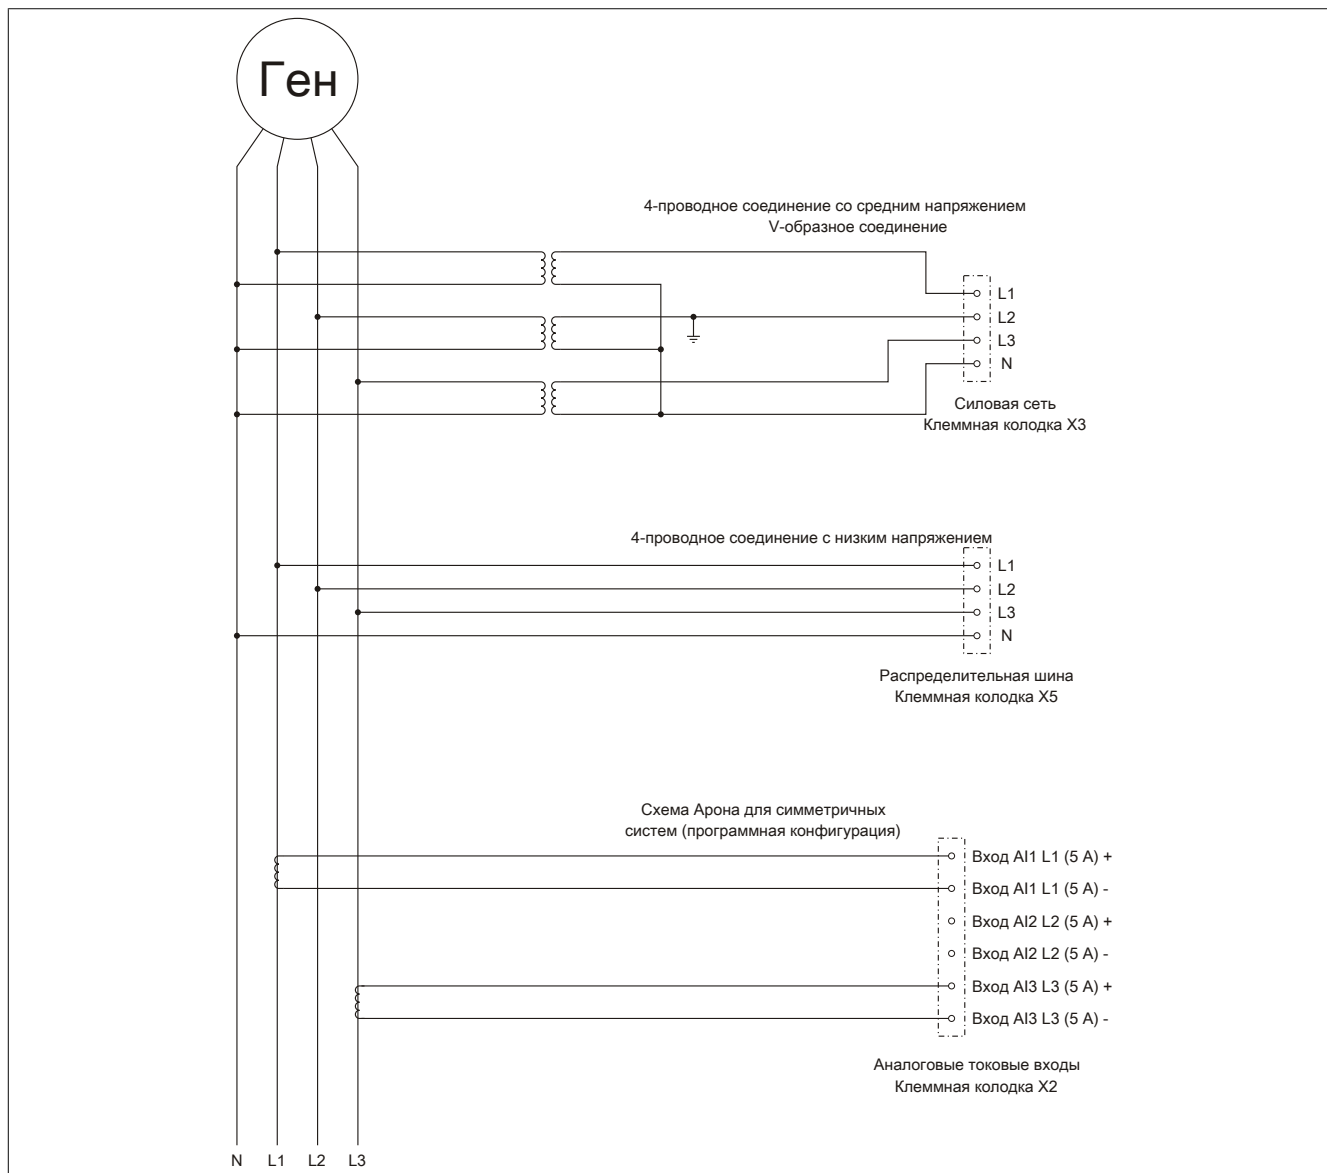 Ген
4-проводное соединение со средним напряжением
V-образное соединение
L1
L2
L3
N
Силовая сеть
Клеммная колодка X3
4-проводное соединение с низким напряжением
L1
L2
L3
N
Распределительная шина
Клеммная колодка X5
Схема Арона для симметричных
систем (программная конфигурация)
Вход AI1 L1 (5 A) +
Вход AI1 L1 (5 A) -
Вход AI2 L2 (5 A) +
Вход AI2 L2 (5 A) -
Вход AI3 L3 (5 A) +
Вход AI3 L3 (5 A) -
Аналоговые токовые входы
Клеммная колодка X2
N L1 L2 L3